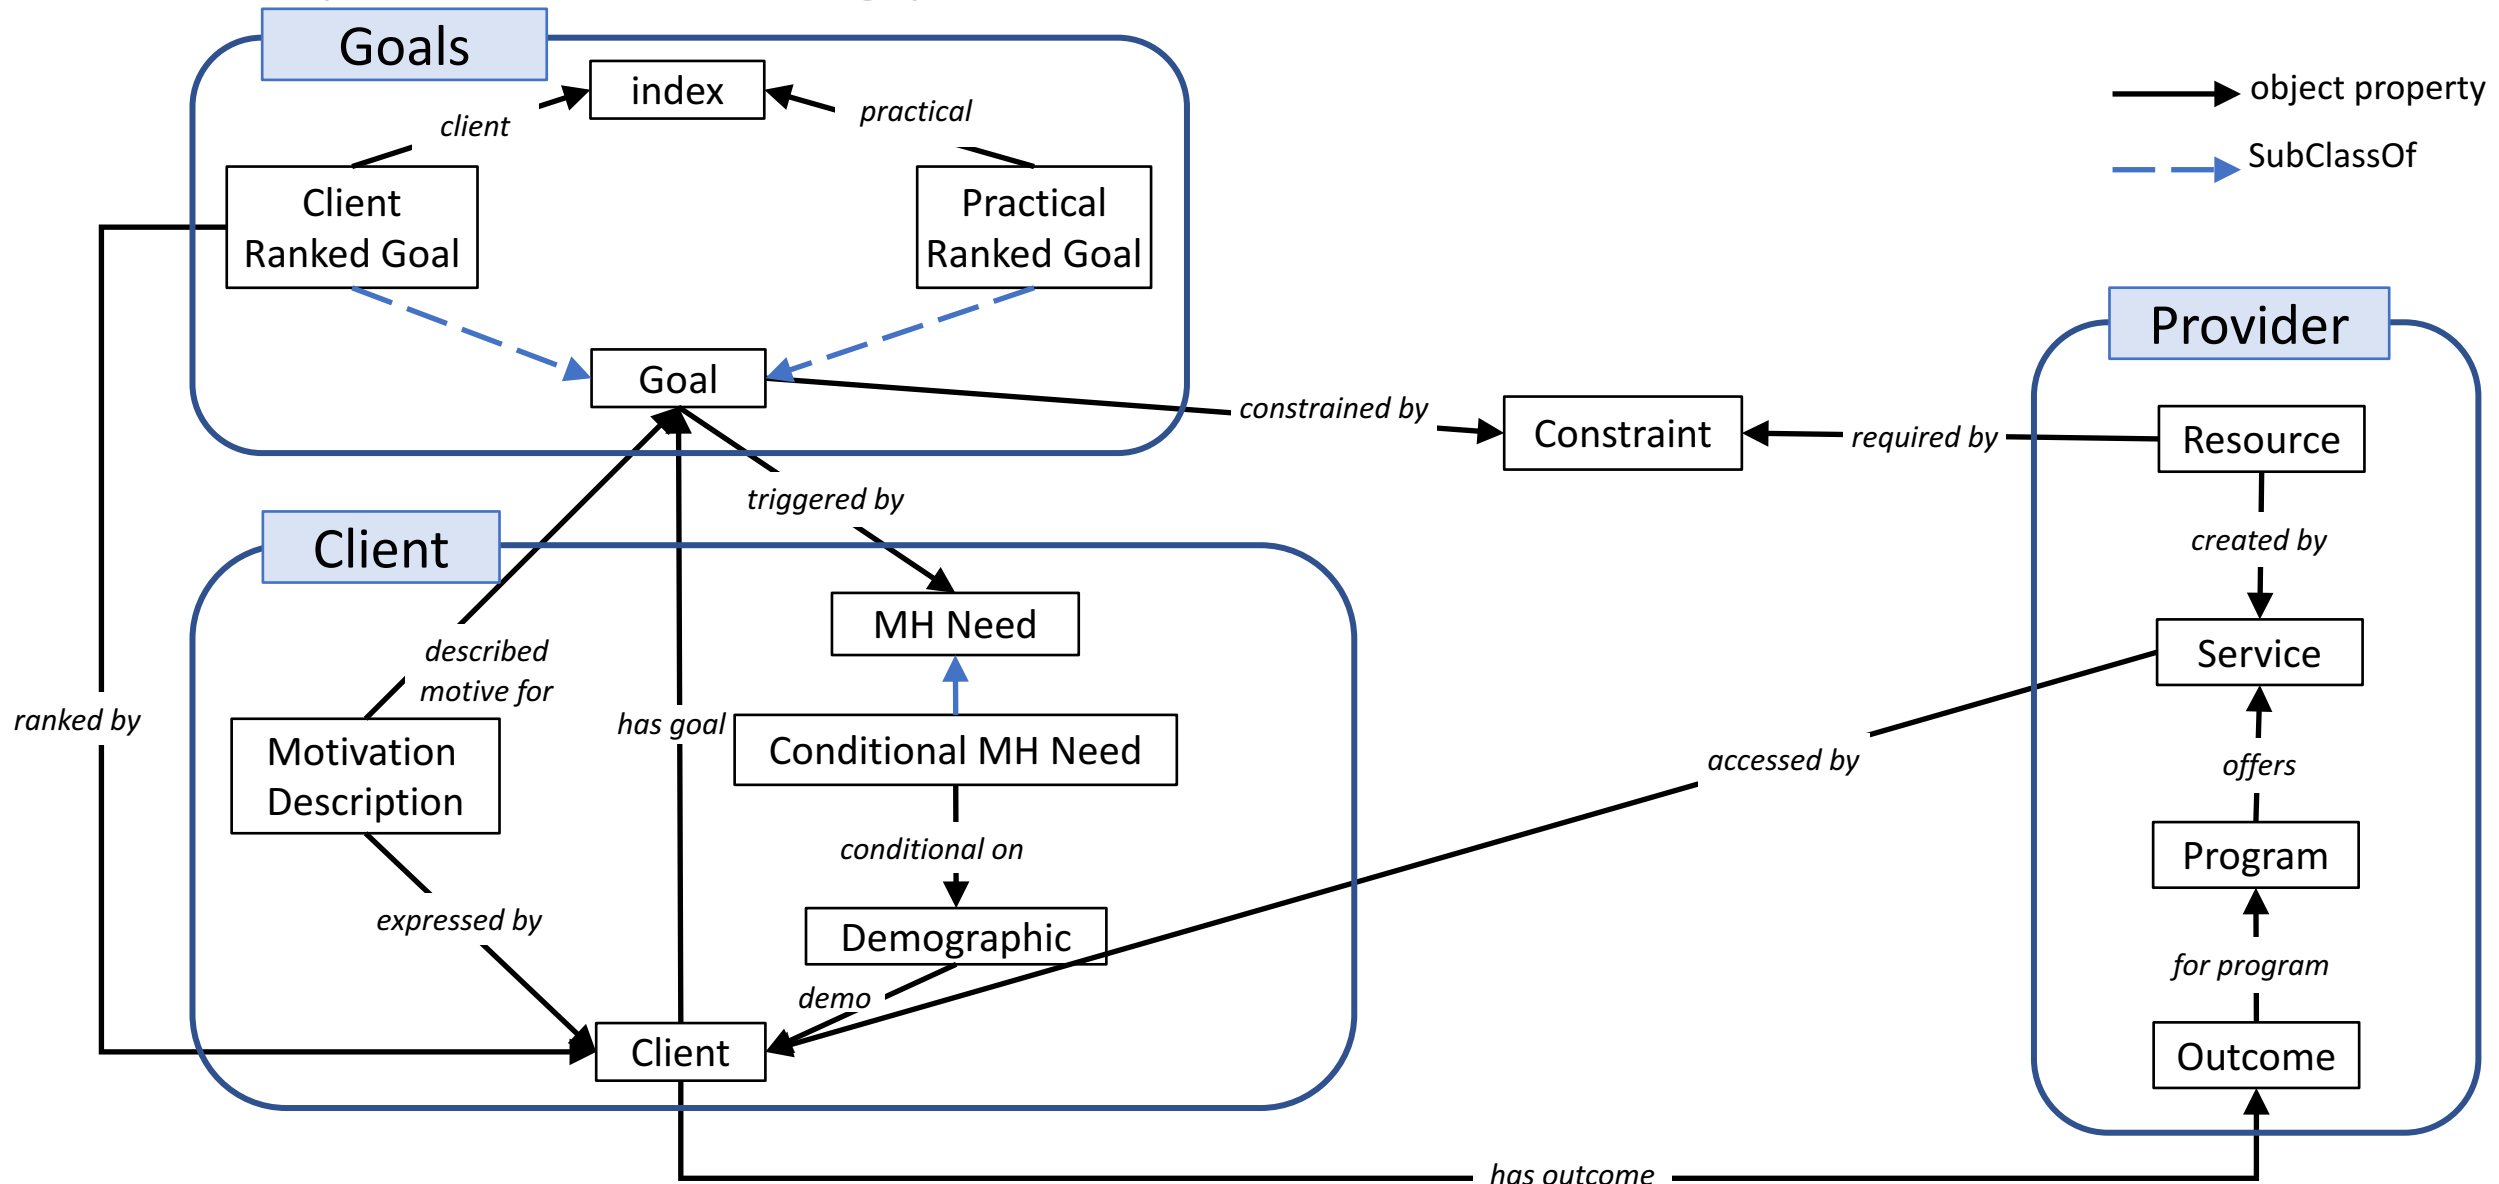 Goals
index
client
practical
Client
Ranked Goal
Practical
Ranked Goal
Goal
object property
SubClassOf
constrained by
Constraint
required by
Provider
Resource
created by
Service
offers
Program
for program
Outcome
triggered by
Client
MH Need
described
motive for
ranked by
has goal
Motivation
Description
Conditional MH Need
accessed by
conditional on
expressed by
Demographic
demo
Client
has outcome